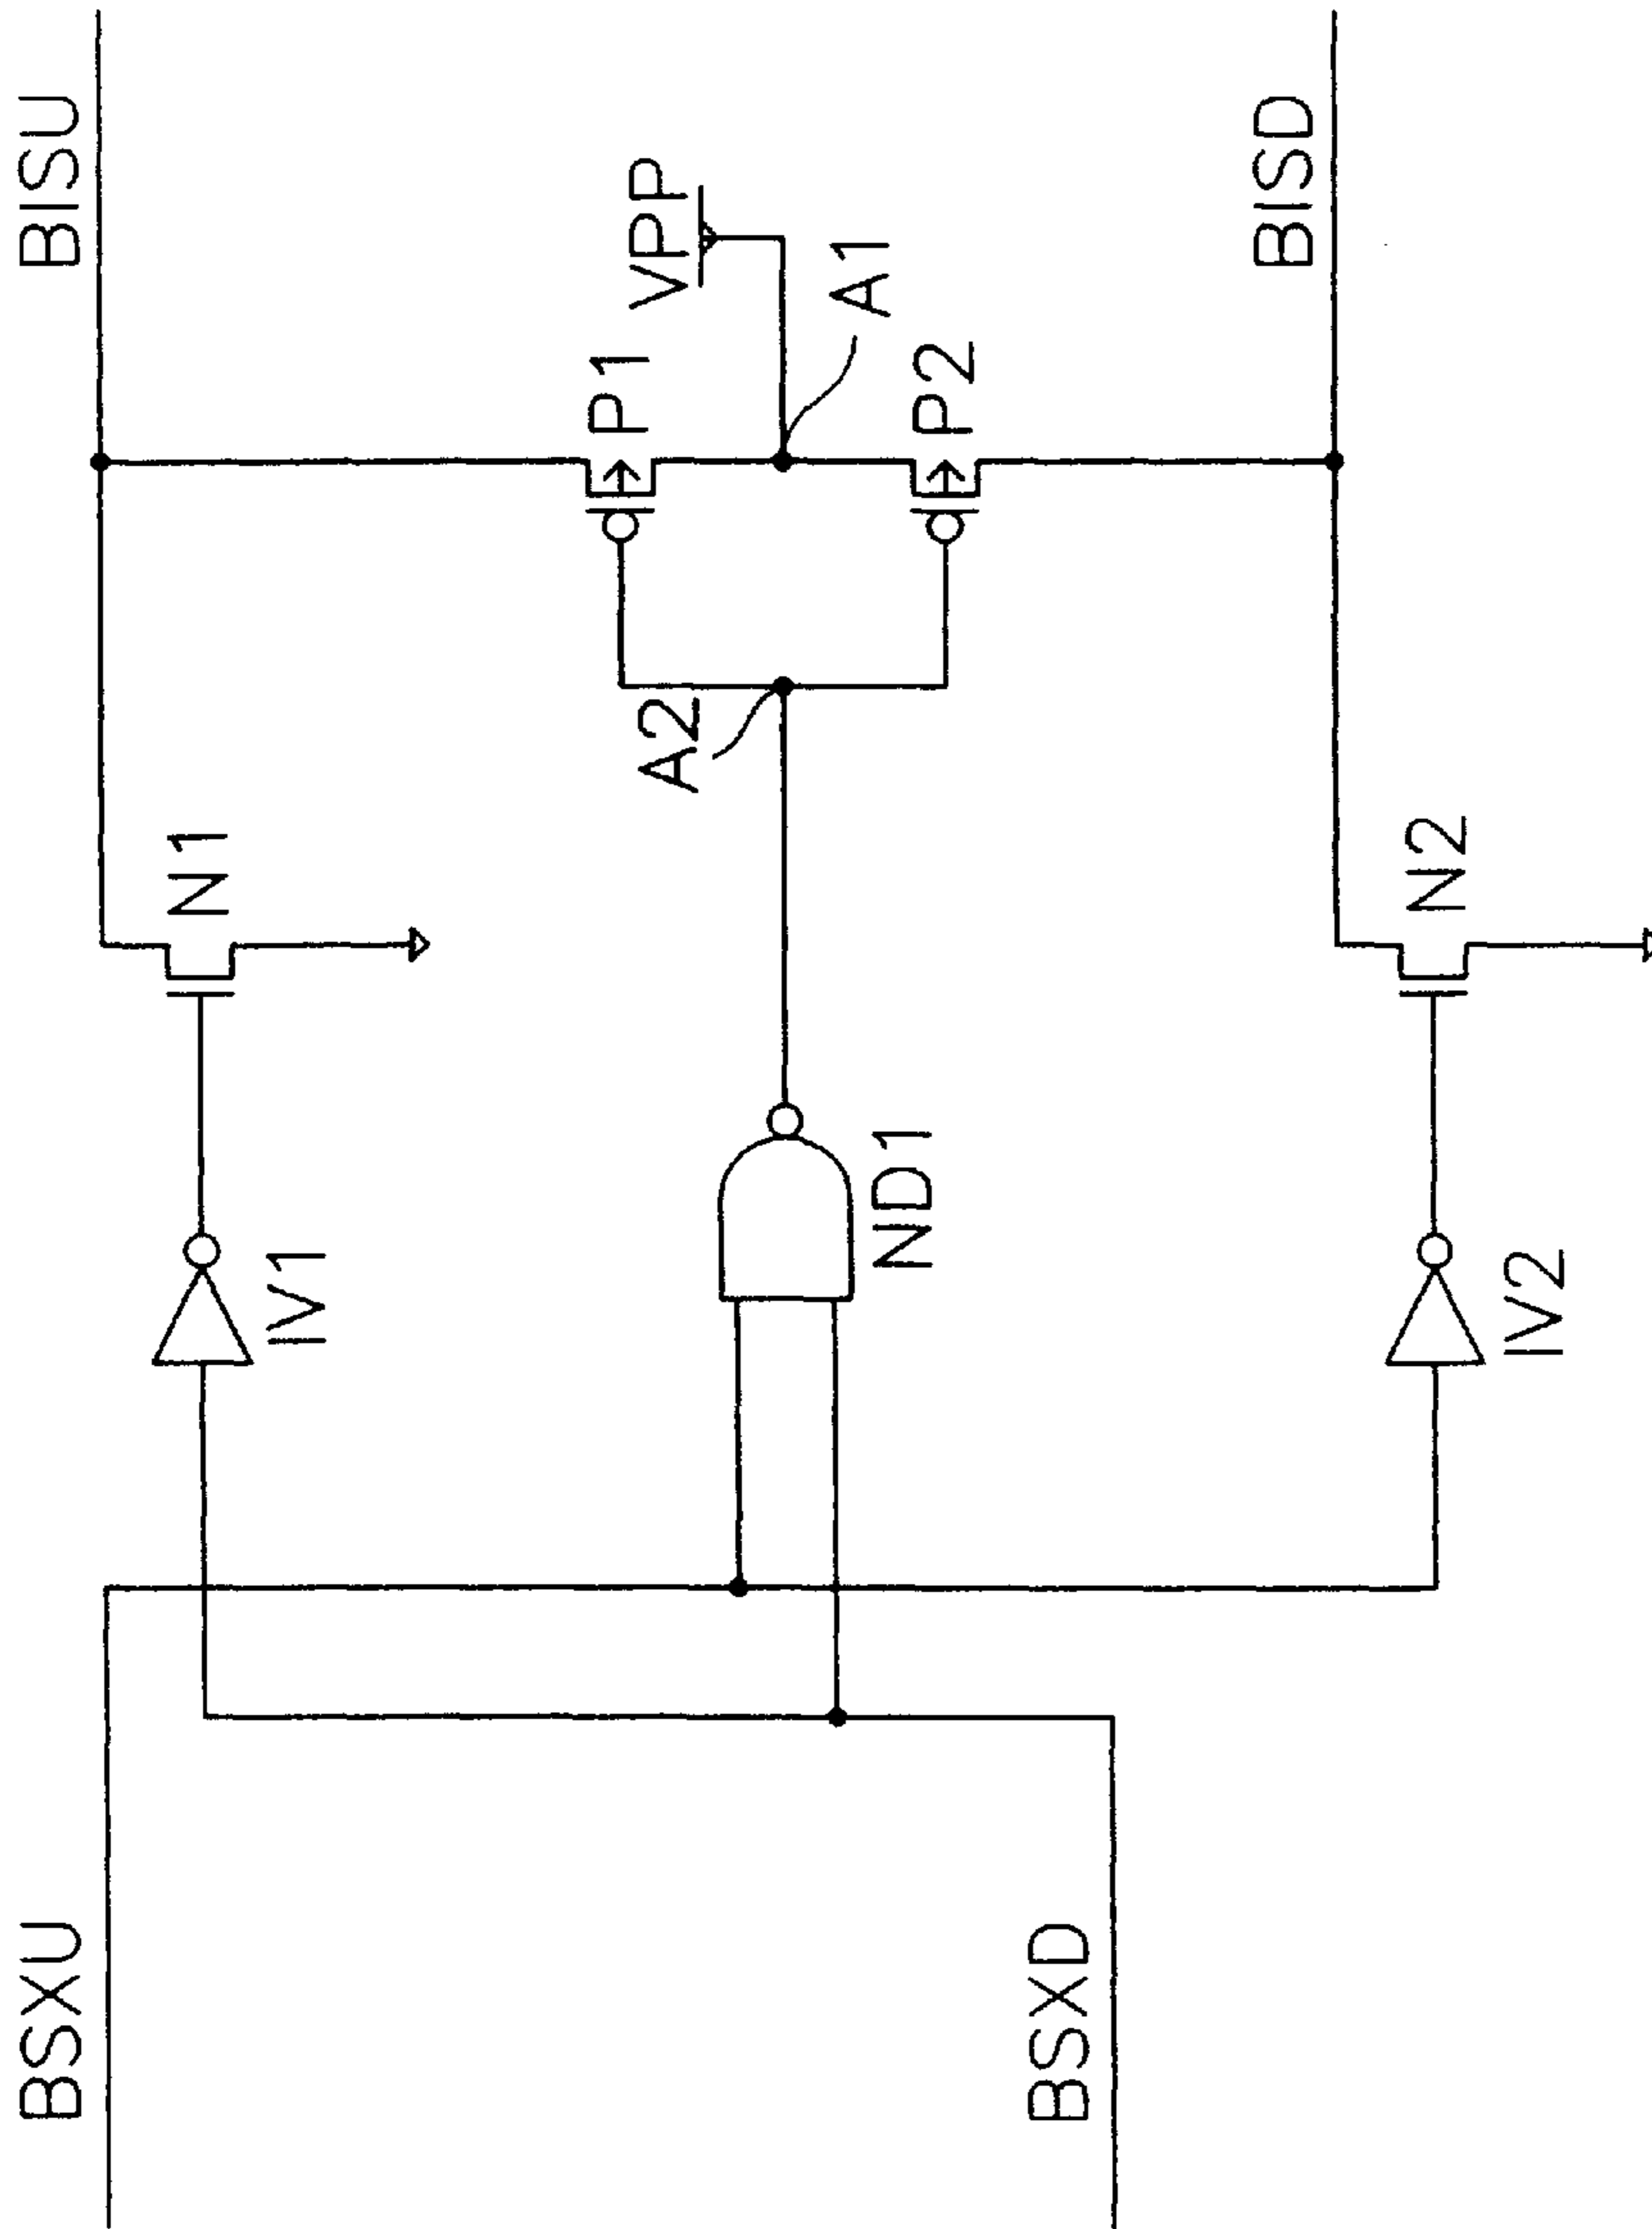 BSXU
BSXD
IV1
ND1
IV2
N1
A2
N2
P1
P2
VPP
A1
BISU
BISD